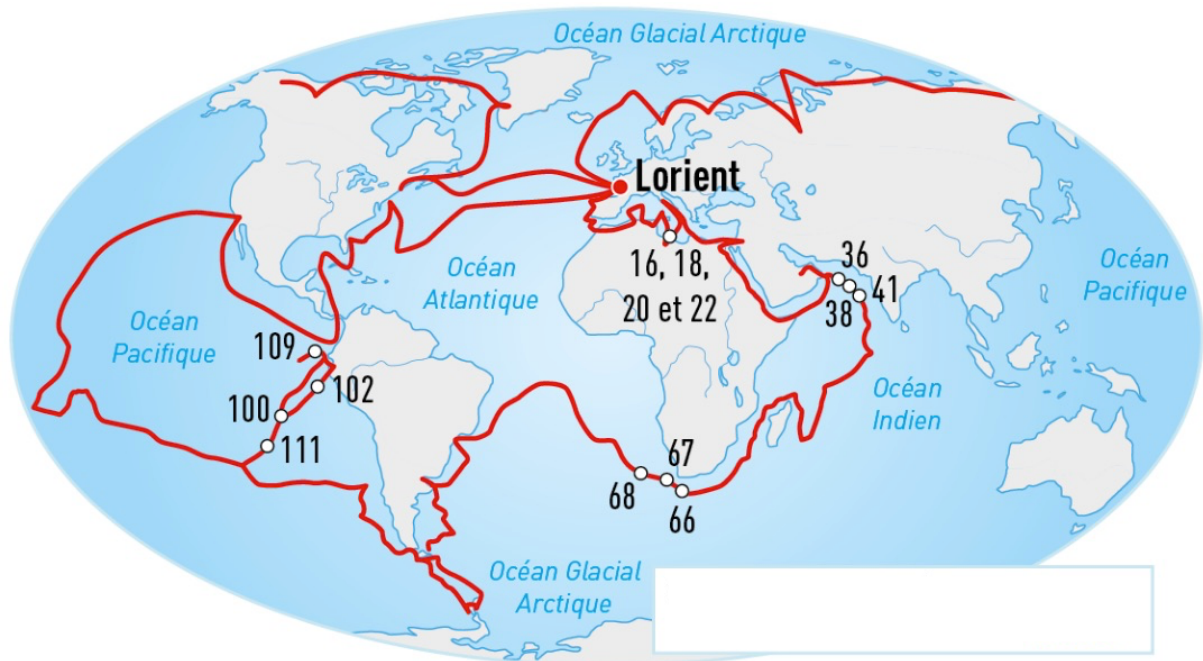 Océan Glacial Arctique
Lorient
Océan
Atlantique
16, 18,
20 et 22
36
41
38
Océan
Pacifique
Océan
Pacifique
109
102
100
111
Océan
Indien
67
68
66
Océan Glacial
Arctique